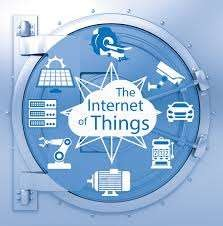 The
Internet
of Things